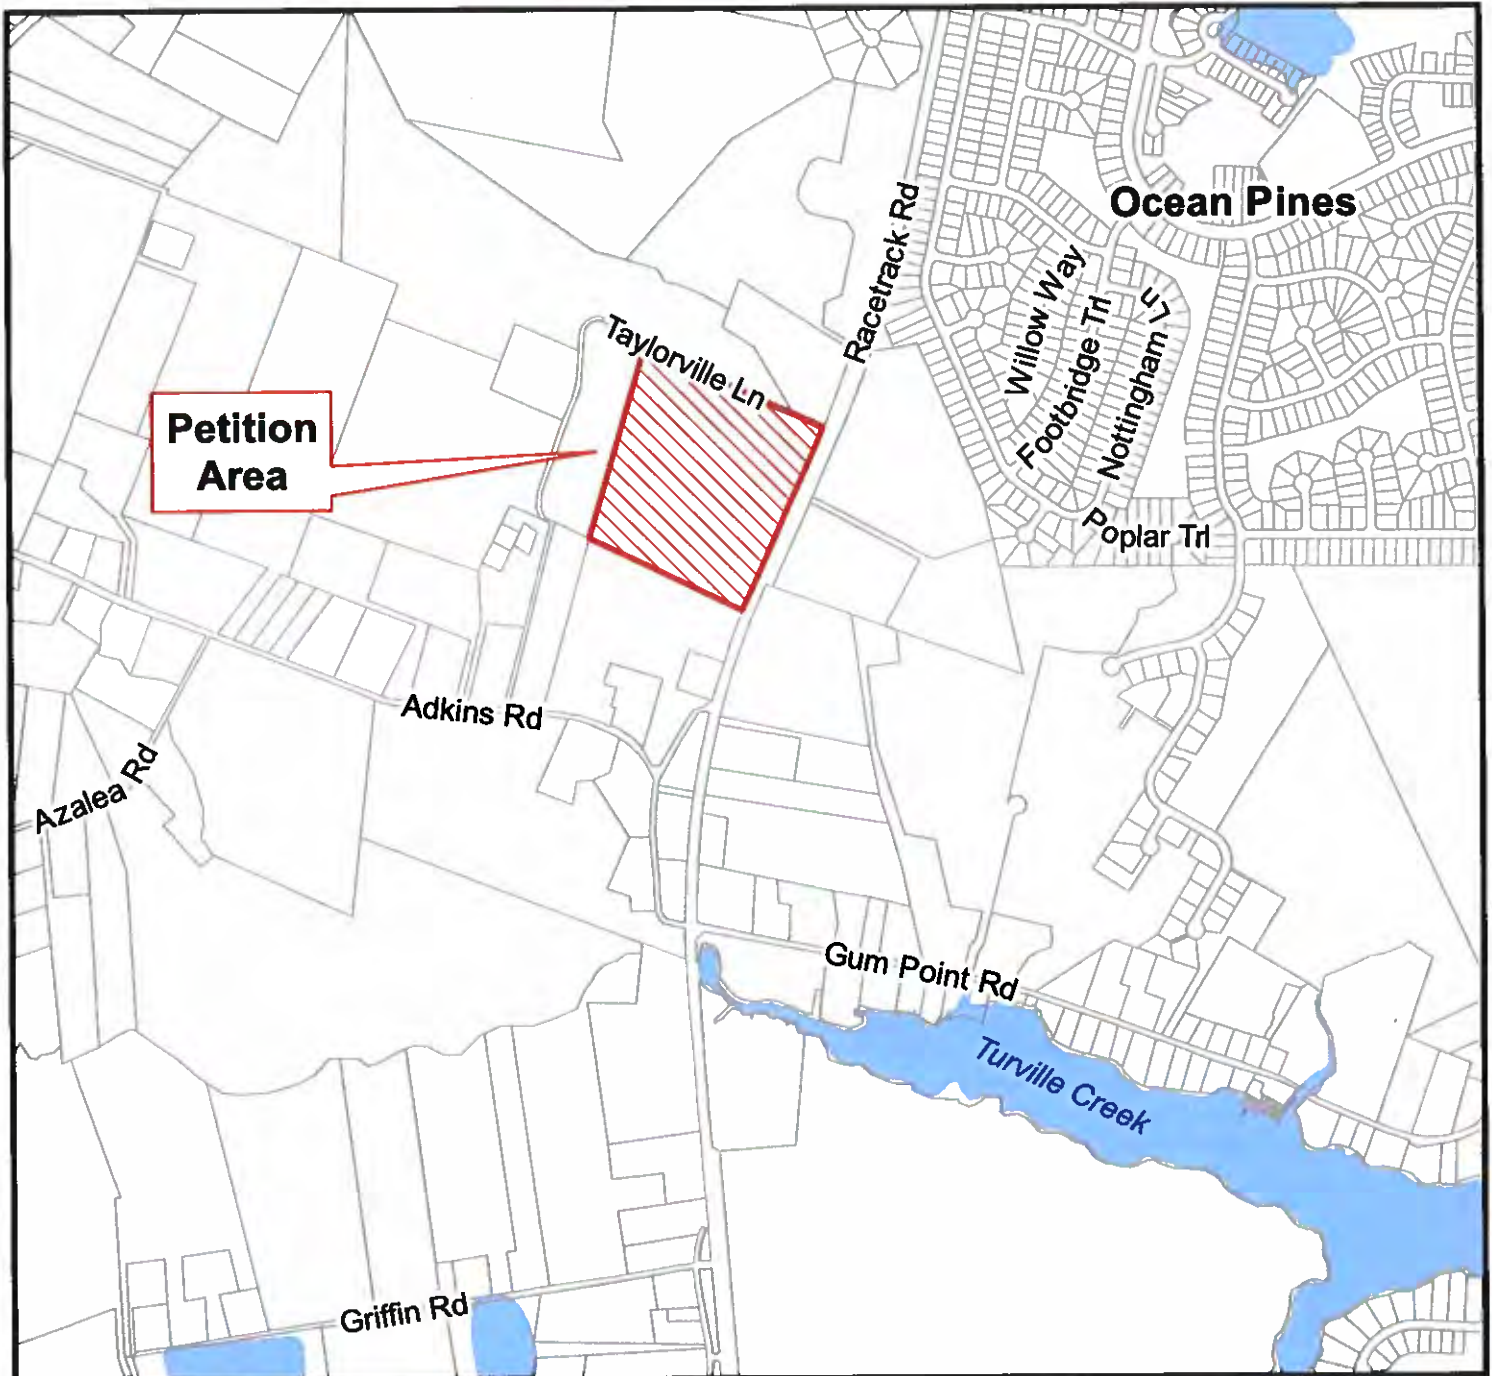 Ocean Pines
Racetrack Rd
Willow Way
Footbridge Trl
Nottingham Ln
Taylorville Ln
Petition
Area
Poplar Trl
Adkins Rd
Azalea Rd
Gum Point Rd
Turville Creek
Griffin Rd